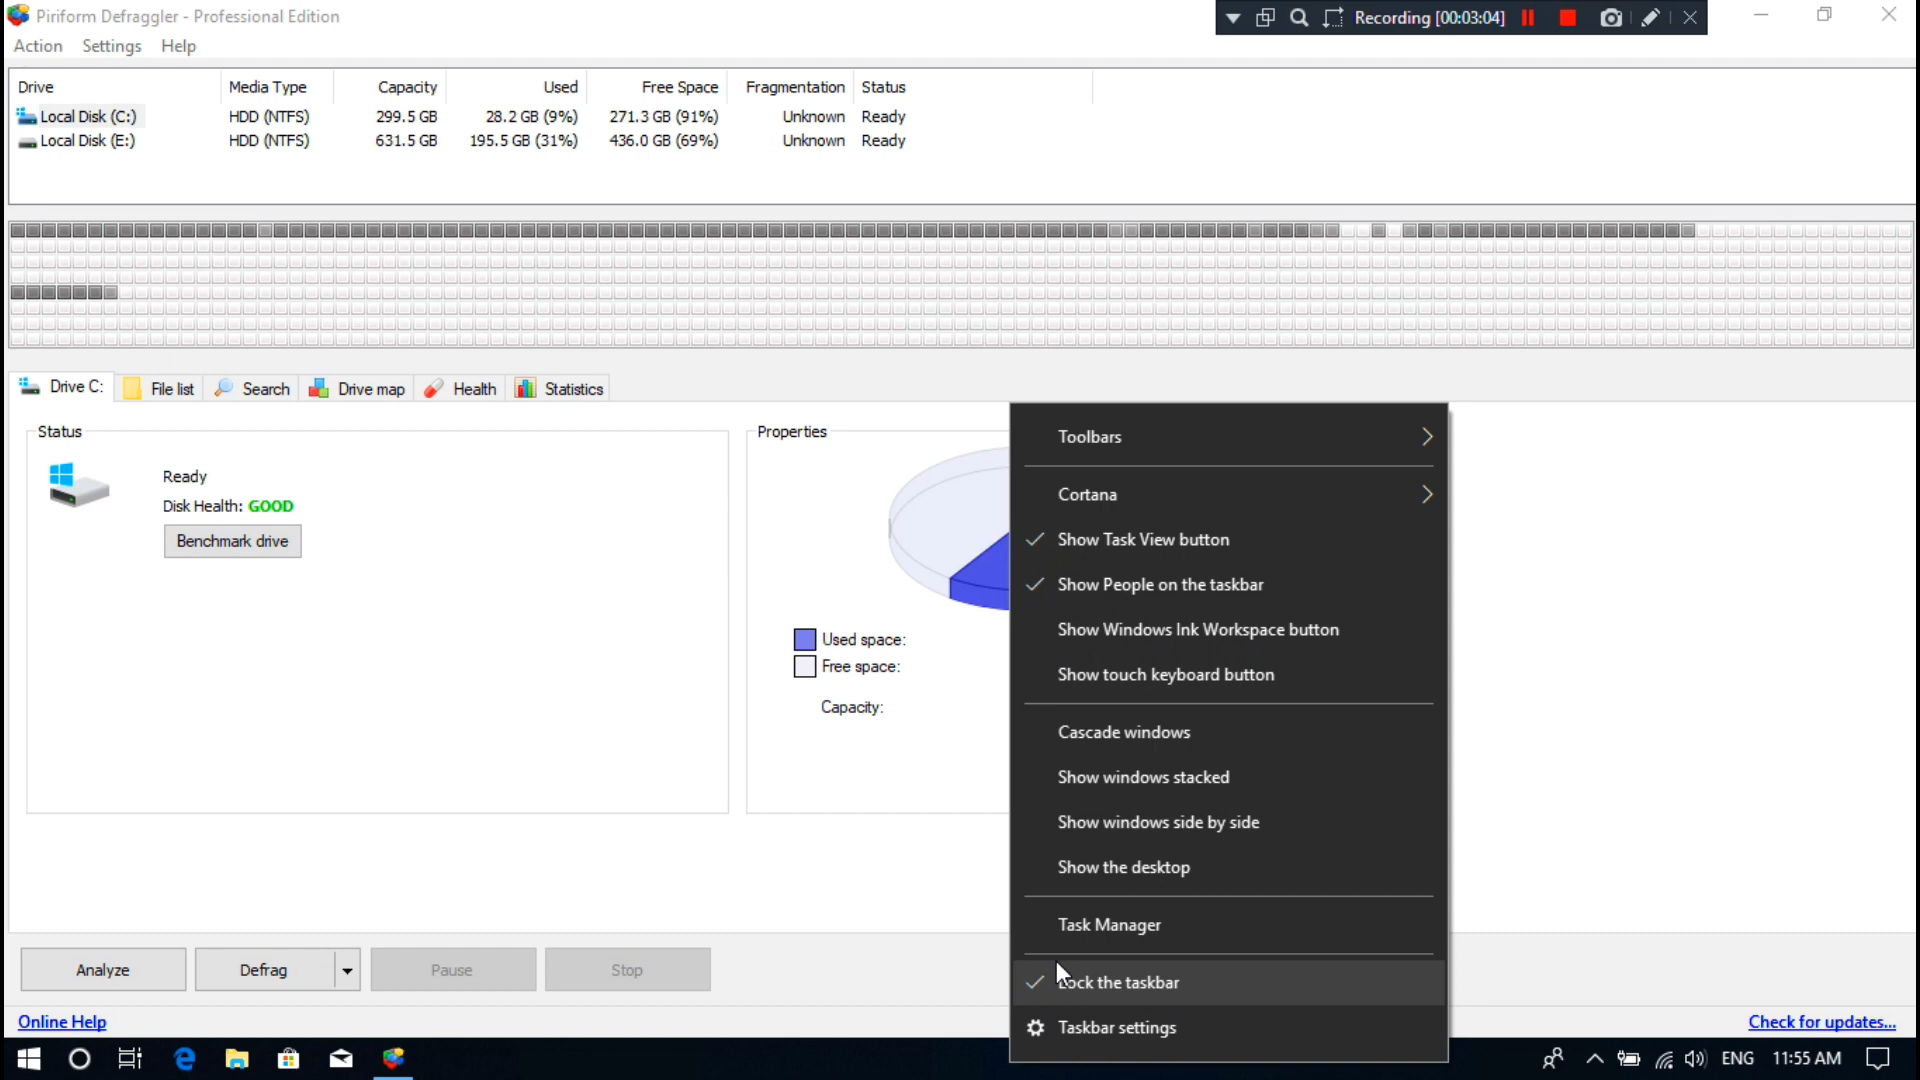 Piriform Defraggler - Professional Edition
Recording [00:03:04]
Action Settings Help
Drive Media Type Capacity Used Free Space Fragmentation Status
Local Disk (C:) HDD (NTFS) 299.5 GB 28.2 GB (9%) 271.3 GB (91%) Unknown Ready
Local Disk (E:) HDD (NTFS) 631.5 GB 195.5 GB (31%) 436.0 GB (69%) Unknown Ready
Drive C: File list Search Drive map Health Statistics
Status
Ready
Disk Health: GOOD
Benchmark drive
Properties
Used space:
Free space:
Capacity:
Toolbars
Cortana
Show Task View button
Show People on the taskbar
Show Windows Ink Workspace button
Show touch keyboard button
Cascade windows
Show windows stacked
Show windows side by side
Show the desktop
Task Manager
Lock the taskbar
Taskbar settings
Analyze Defrag Pause Stop
Online Help
Check for updates...
ENG 11:55 AM